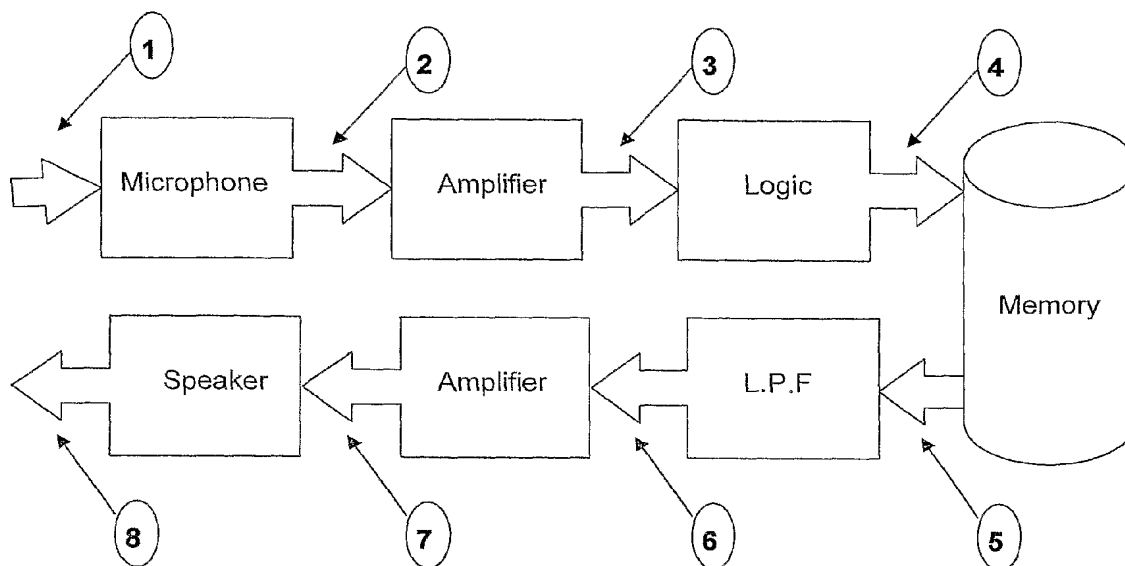 1
2
3
4
Microphone
Amplifier
Logic
Memory
Speaker
Amplifier
L.P.F
8
7
6
5